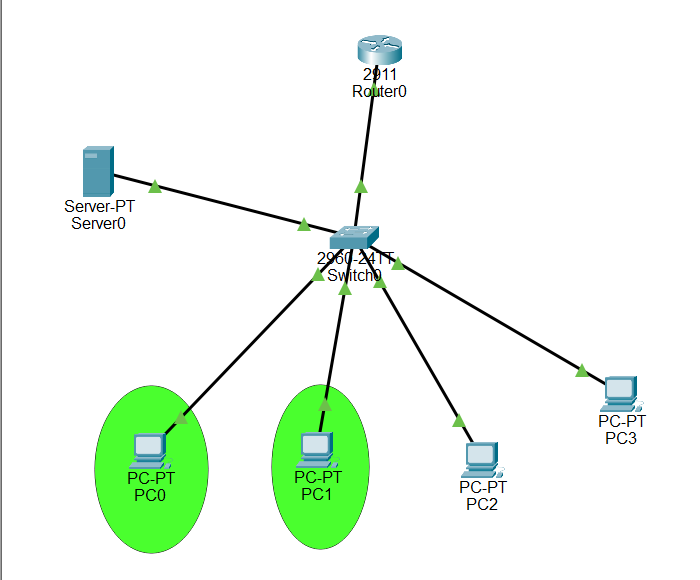 2911
Router0
Server-PT
Server0
2960-24TT
Switch0
PC-PT
PC3
PC-PT
PC0
PC-PT
PC1
PC-PT
PC2